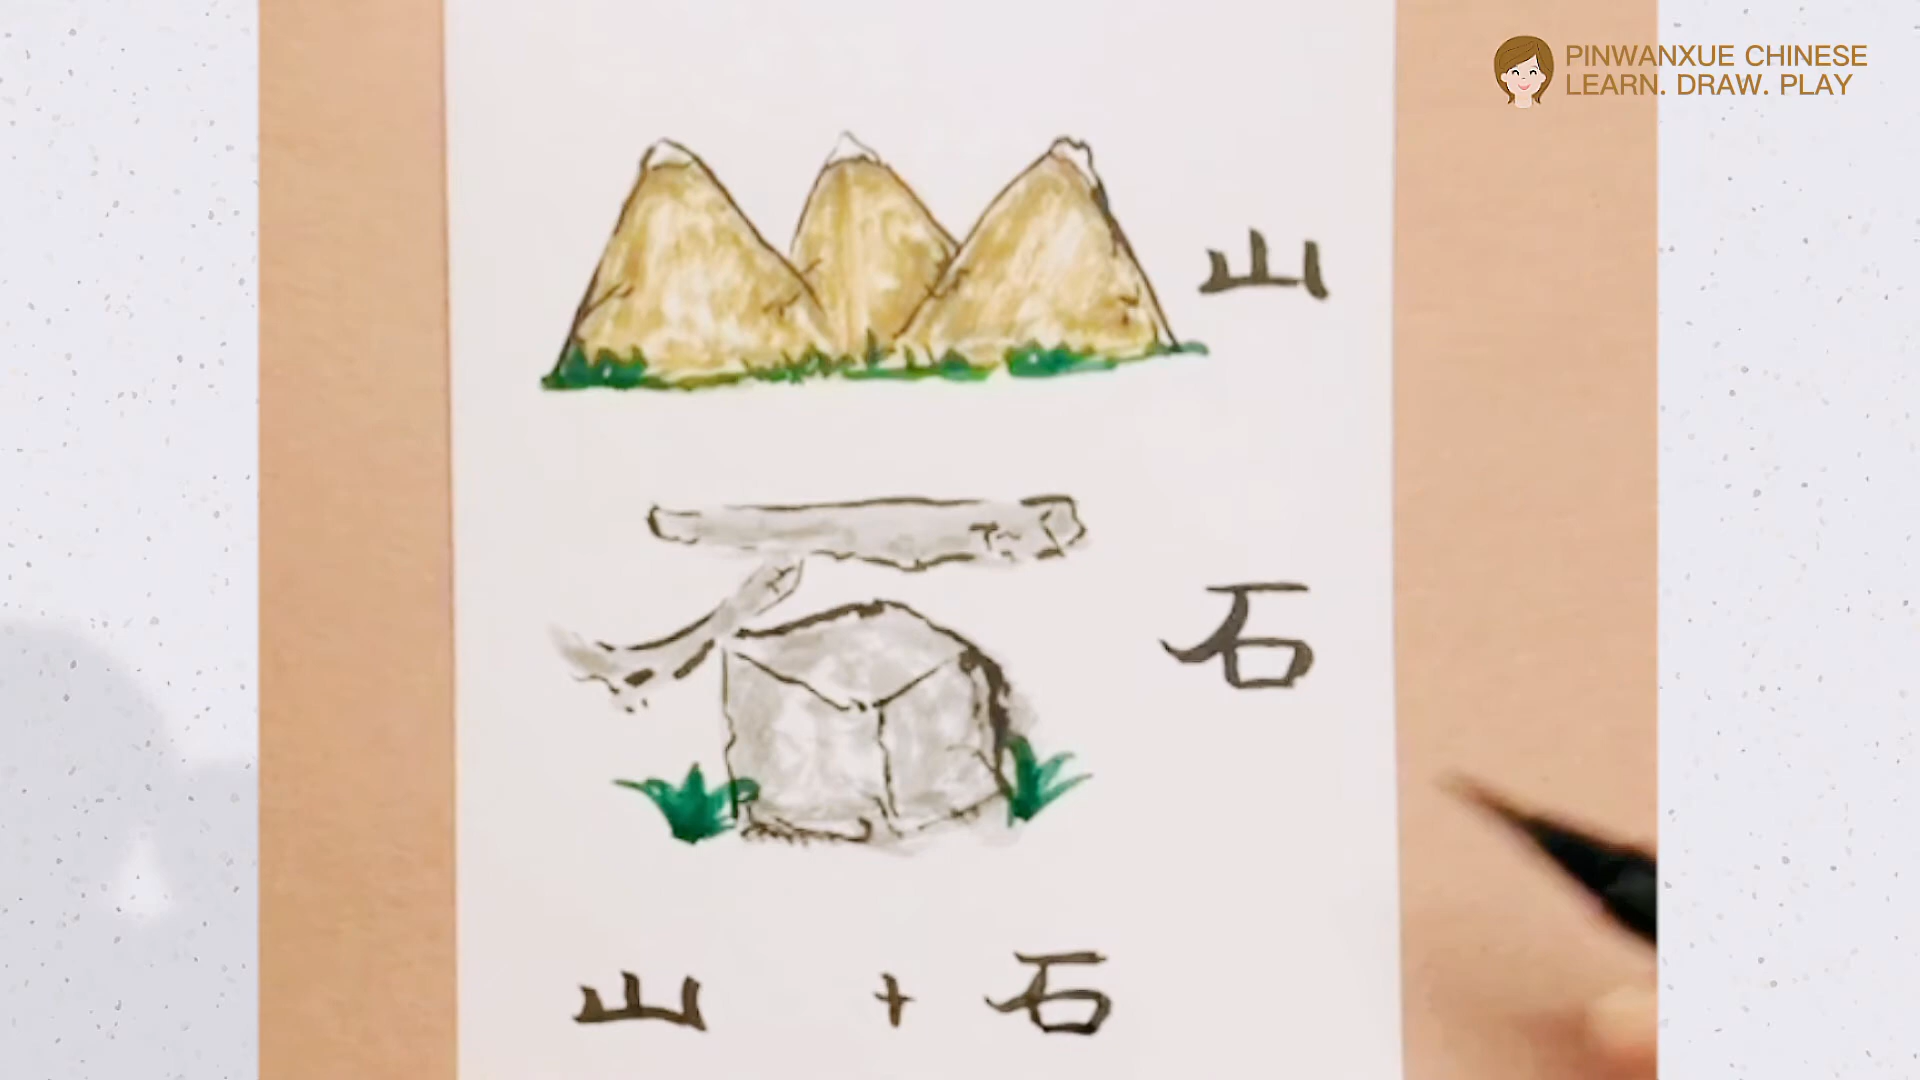 PINWANXUE CHINESE
LEARN. DRAW. PLAY
山
石
山 + 石